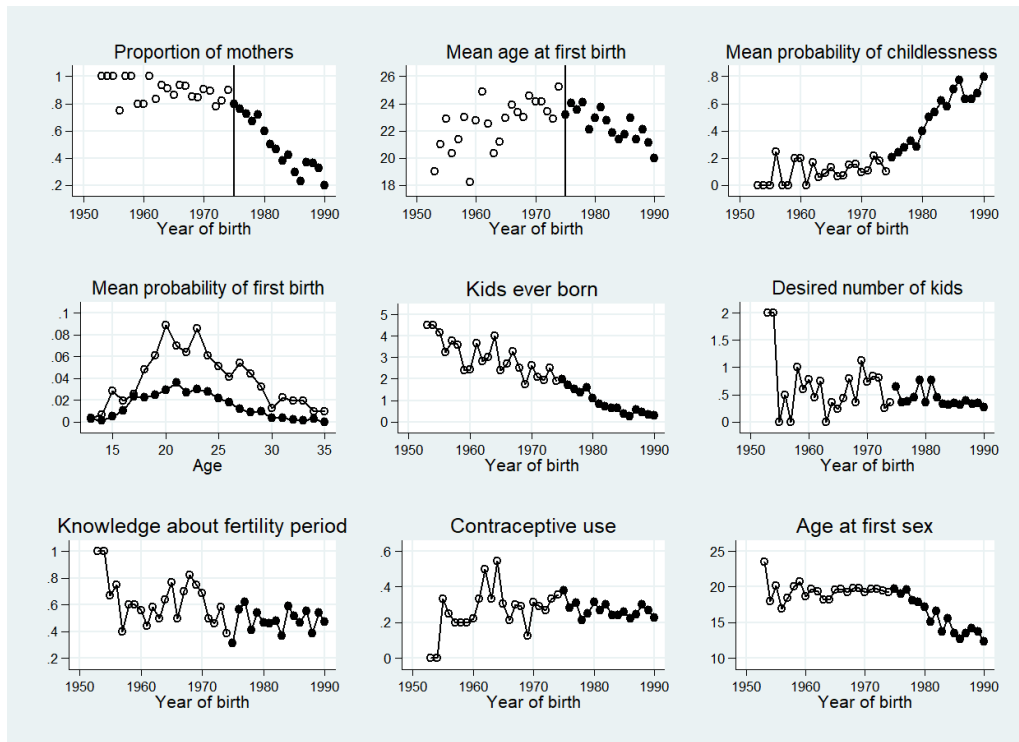 Proportion of mothers
1
.8
.6
.4
.2
1950 1960 1970 1980 1990
Year of birth
Mean age at first birth
26
24
22
20
18
1950 1960 1970 1980 1990
Year of birth
Mean probability of childlessness
.8
.6
.4
.2
0
1950 1960 1970 1980 1990
Year of birth
Mean probability of first birth
.1
.08
.06
.04
.02
0
15 20 25 30 35
Age
Kids ever born
5
4
3
2
1
0
1950 1960 1970 1980 1990
Year of birth
Desired number of kids
2
1.5
1
.5
0
1950 1960 1970 1980 1990
Year of birth
Knowledge about fertility period
1
.8
.6
.4
.2
1950 1960 1970 1980 1990
Year of birth
Contraceptive use
.6
.4
.2
0
1950 1960 1970 1980 1990
Year of birth
Age at first sex
25
20
15
10
1950 1960 1970 1980 1990
Year of birth